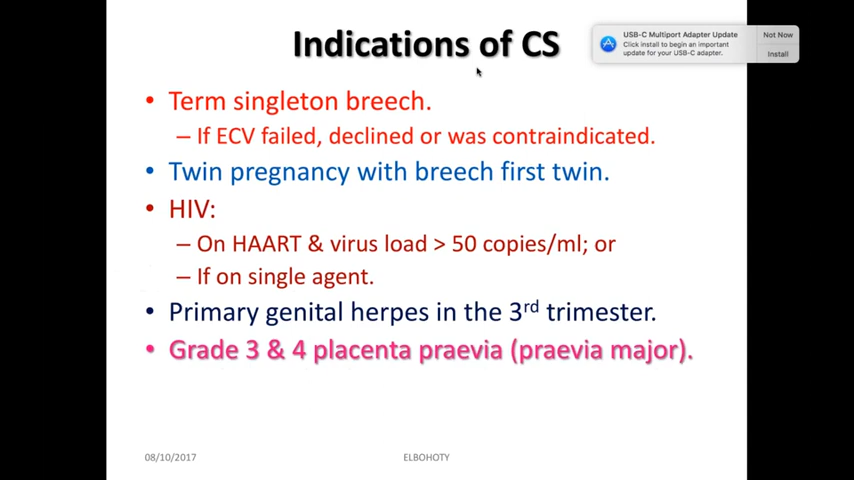 Indications of CS
USB-C Multiport Adapter Update
Click install to begin an important
update for your USB-C adapter.
Not Now
Install
• Term singleton breech.
– If ECV failed, declined or was contraindicated.
• Twin pregnancy with breech first twin.
• HIV:
– On HAART & virus load > 50 copies/ml; or
– If on single agent.
• Primary genital herpes in the 3rd trimester.
• Grade 3 & 4 placenta praevia (praevia major).
08/10/2017
ELBOHOTY